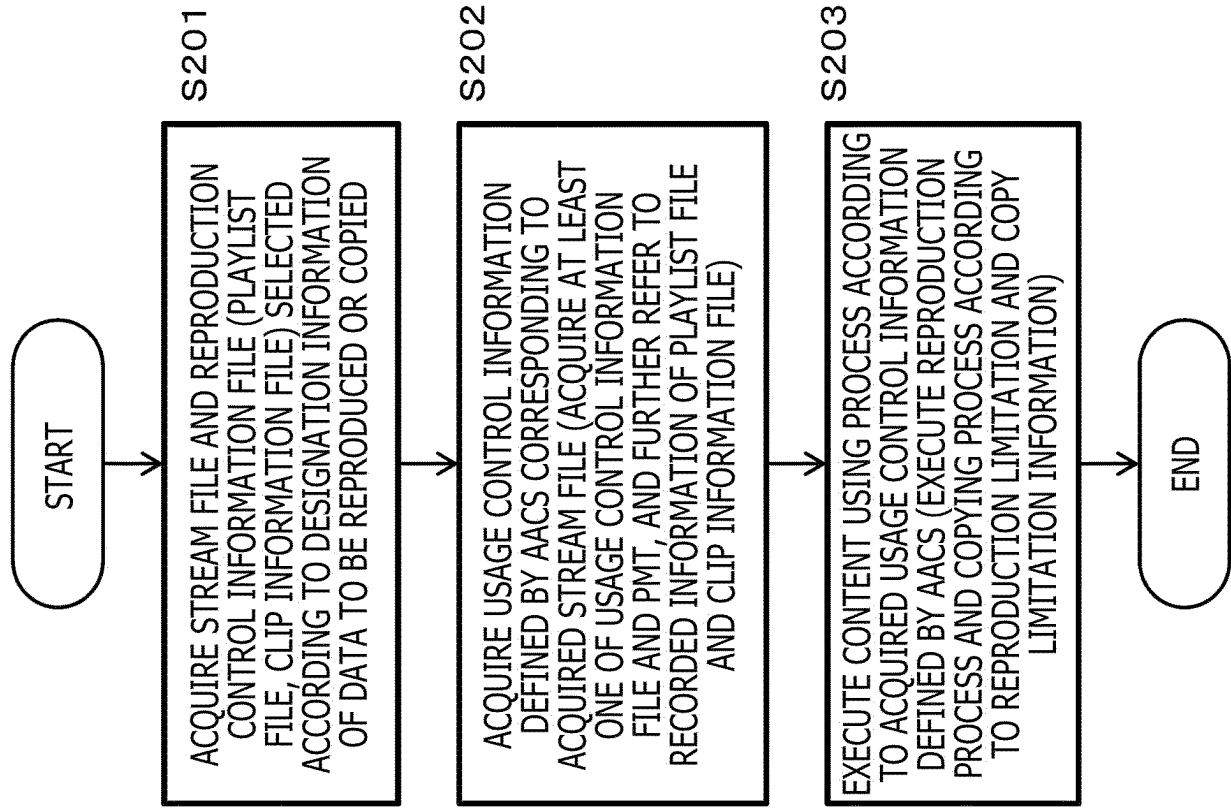 START
S201
ACQUIRE STREAM FILE AND REPRODUCTION
CONTROL INFORMATION FILE (PLAYLIST
FILE, CLIP INFORMATION FILE) SELECTED
ACCORDING TO DESIGNATION INFORMATION
OF DATA TO BE REPRODUCED OR COPIED
S202
ACQUIRE USAGE CONTROL INFORMATION
DEFINED BY AACS CORRESPONDING TO
ACQUIRED STREAM FILE (ACQUIRE AT LEAST
ONE OF USAGE CONTROL INFORMATION
FILE AND PMT, AND FURTHER REFER TO
RECORDED INFORMATION OF PLAYLIST FILE
AND CLIP INFORMATION FILE)
S203
EXECUTE CONTENT USING PROCESS ACCORDING
TO ACQUIRED USAGE CONTROL INFORMATION
DEFINED BY AACS (EXECUTE REPRODUCTION
PROCESS AND COPYING PROCESS ACCORDING
TO REPRODUCTION LIMITATION AND COPY
LIMITATION INFORMATION)
END